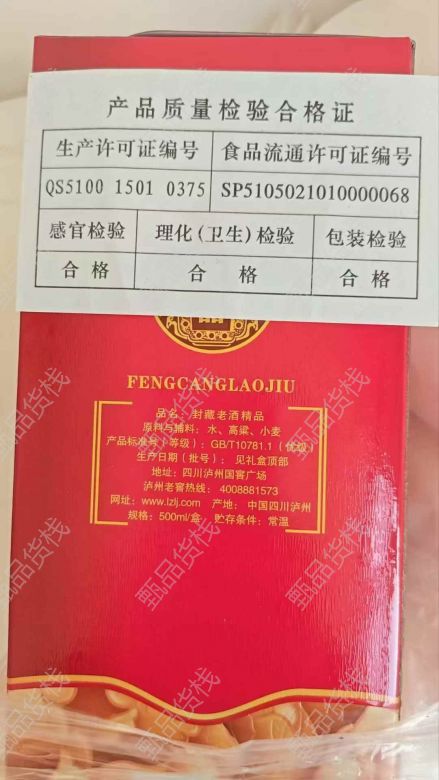 产品质量检验合格证
生产许可证编号 食品流通许可证编号
QS5100 1501 0375 SP5105021010000068
感官检验 理化(卫生)检验 包装检验
合格 合格 合格
FENGCANGLAOJIU
品名：封藏老酒精品
原料与辅料：水、高粱、小麦
产品标准号（等级）：GB/T10781.1（优级）
生产日期（批号）：见礼盒顶部
地址：四川泸州国窖广场
泸州老窖热线：4008881573
网址：www.lzlj.com 产地：中国四川泸州
规格：500ml/盒 贮存条件：常温
甄品货栈